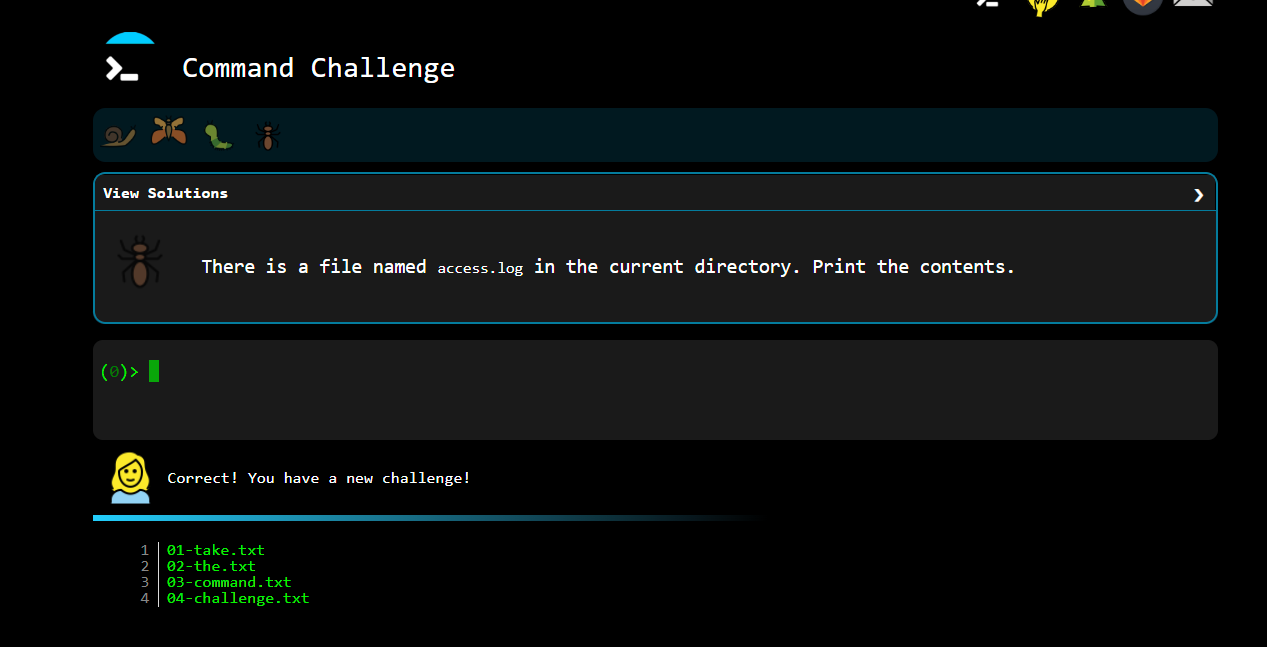 Command Challenge
View Solutions ❯
There is a file named access.log in the current directory. Print the contents.
(0)>
Correct! You have a new challenge!
1 01-take.txt
2 02-the.txt
3 03-command.txt
4 04-challenge.txt